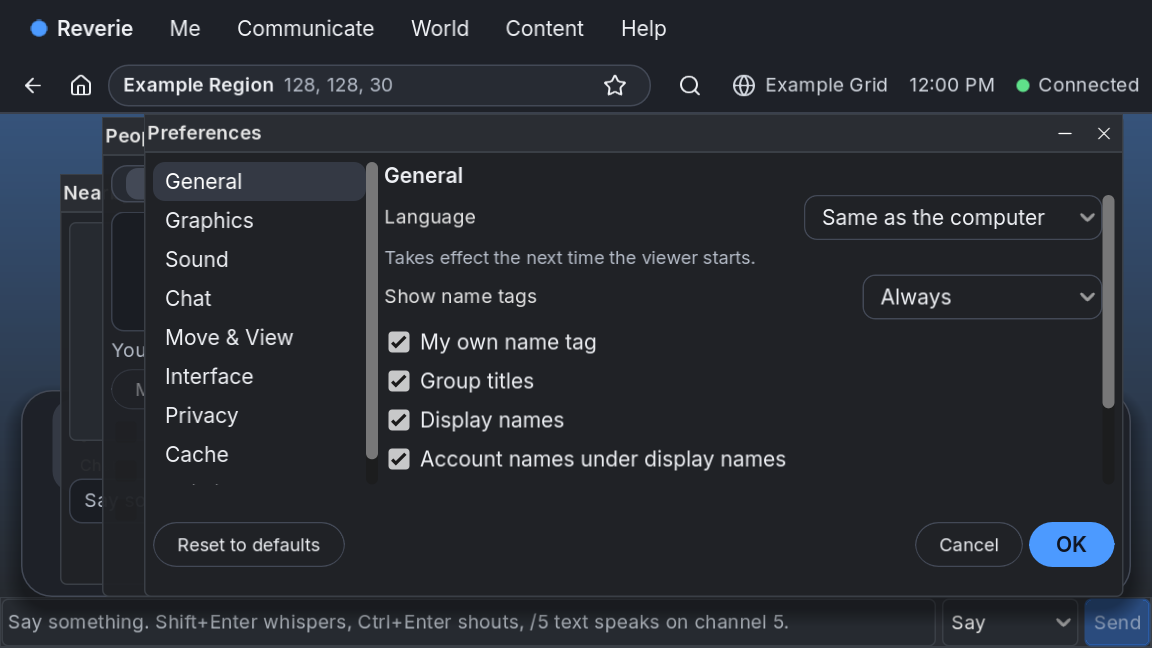 Reverie Me Communicate World Content Help
Example Region 128, 128, 30 Example Grid 12:00 PM Connected
Preferences
General
Graphics
Sound
Chat
Move & View
Interface
Privacy
Cache
General
Language Same as the computer
Takes effect the next time the viewer starts.
Show name tags Always
My own name tag
Group titles
Display names
Account names under display names
Reset to defaults Cancel OK
You
Say so
Say something. Shift+Enter whispers, Ctrl+Enter shouts, /5 text speaks on channel 5. Say Send